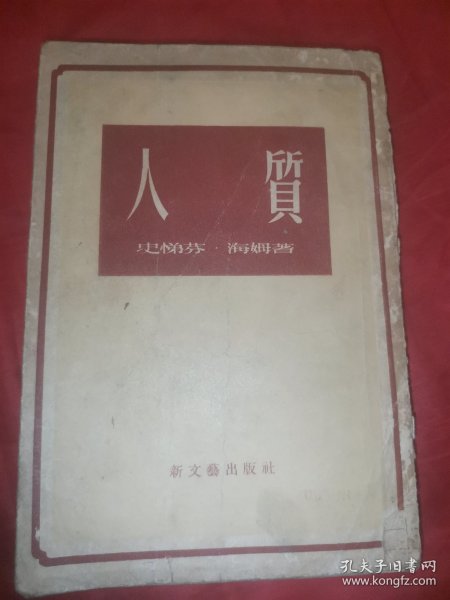 人 質
史悌芬·海姆著
新文藝出版社
孔夫子旧书网
www.kongfz.com